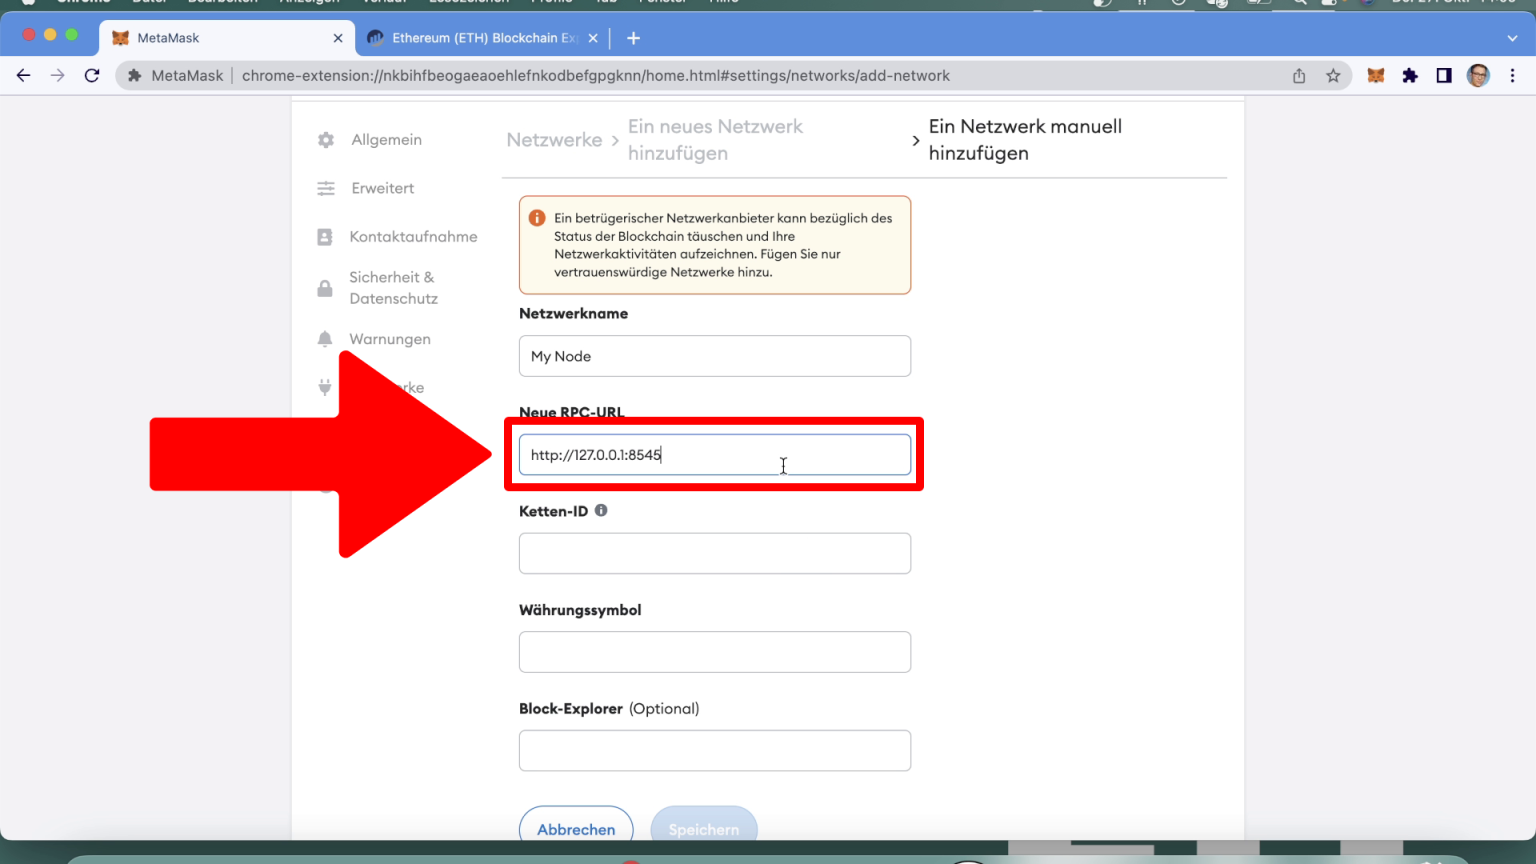 MetaMask
Ethereum (ETH) Blockchain Ex
MetaMask
chrome-extension://nkbihfbeogaeaoehlefnkodbefgpgknn/home.html#settings/networks/add-network
Allgemein
Erweitert
Kontaktaufnahme
Sicherheit &
Datenschutz
Warnungen
Netzwerke > Ein neues Netzwerk
hinzufügen
> Ein Netzwerk manuell
hinzufügen
Ein betrügerischer Netzwerkanbieter kann bezüglich des
Status der Blockchain täuschen und Ihre
Netzwerkaktivitäten aufzeichnen. Fügen Sie nur
vertrauenswürdige Netzwerke hinzu.
Netzwerkname
My Node
Neue RPC-URL
http://127.0.0.1:8545
Ketten-ID
Währungssymbol
Block-Explorer (Optional)
Abbrechen
Speichern